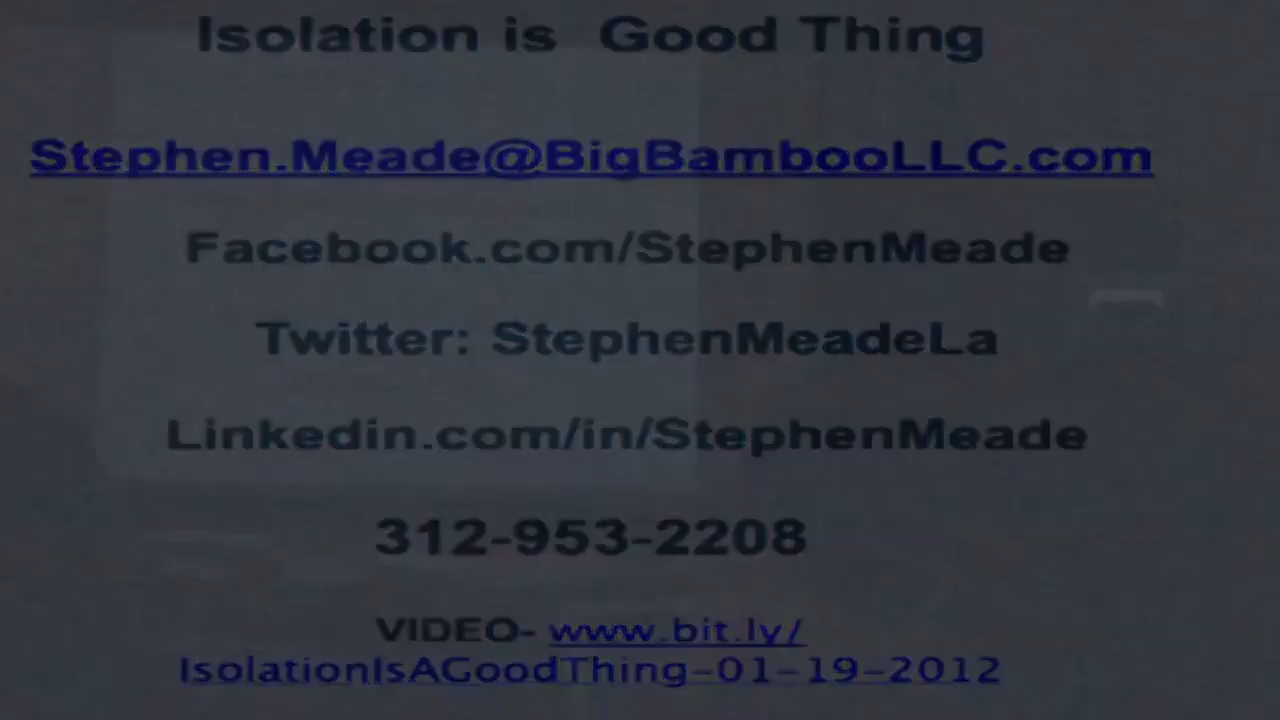 Isolation is Good Thing
Stephen.Meade@BigBambooLLC.com
Facebook.com/StephenMeade
Twitter: StephenMeadeLa
Linkedin.com/in/StephenMeade
312-953-2208
VIDEO- www.bit.ly/
IsolationIsAGoodThing-01-19-2012